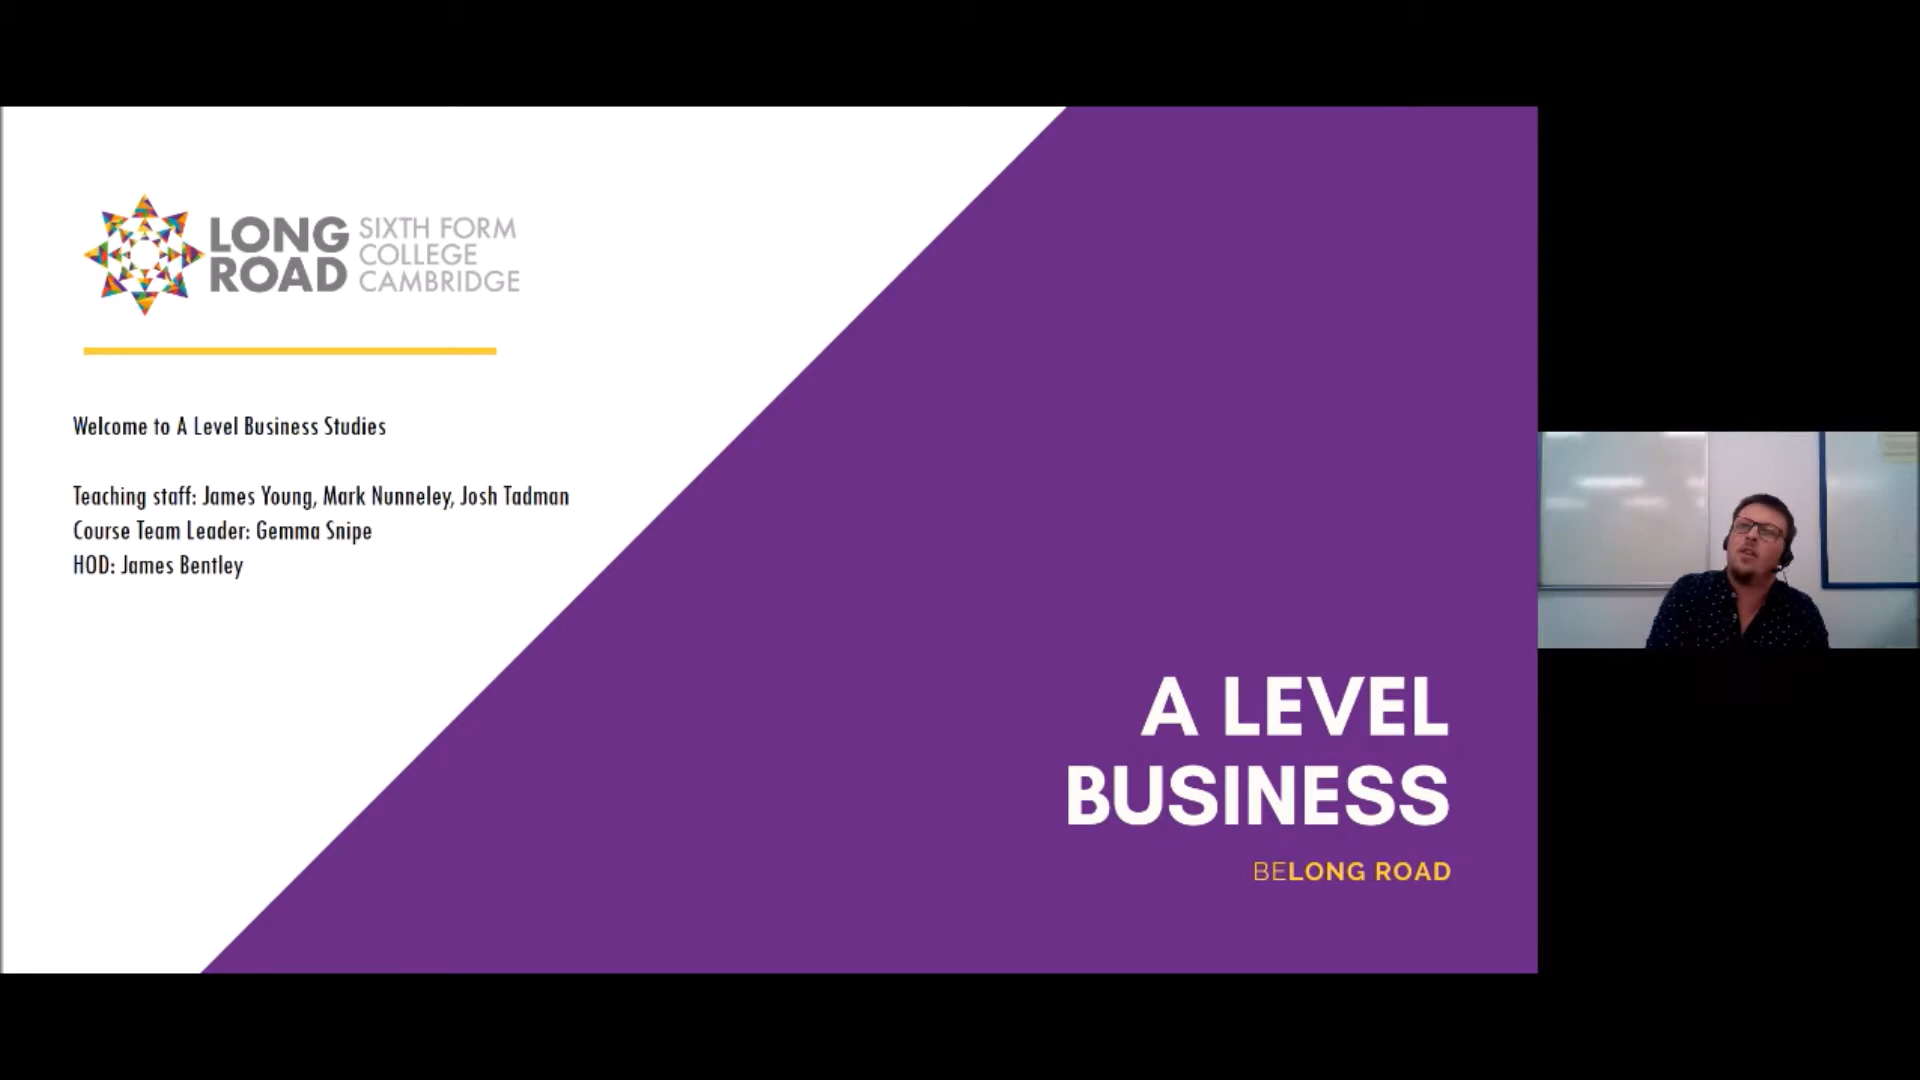 LONG ROAD
SIXTH FORM COLLEGE CAMBRIDGE
Welcome to A Level Business Studies
Teaching staff: James Young, Mark Nunneley, Josh Tadman
Course Team Leader: Gemma Snipe
HOD: James Bentley
A LEVEL
BUSINESS
BELONG ROAD